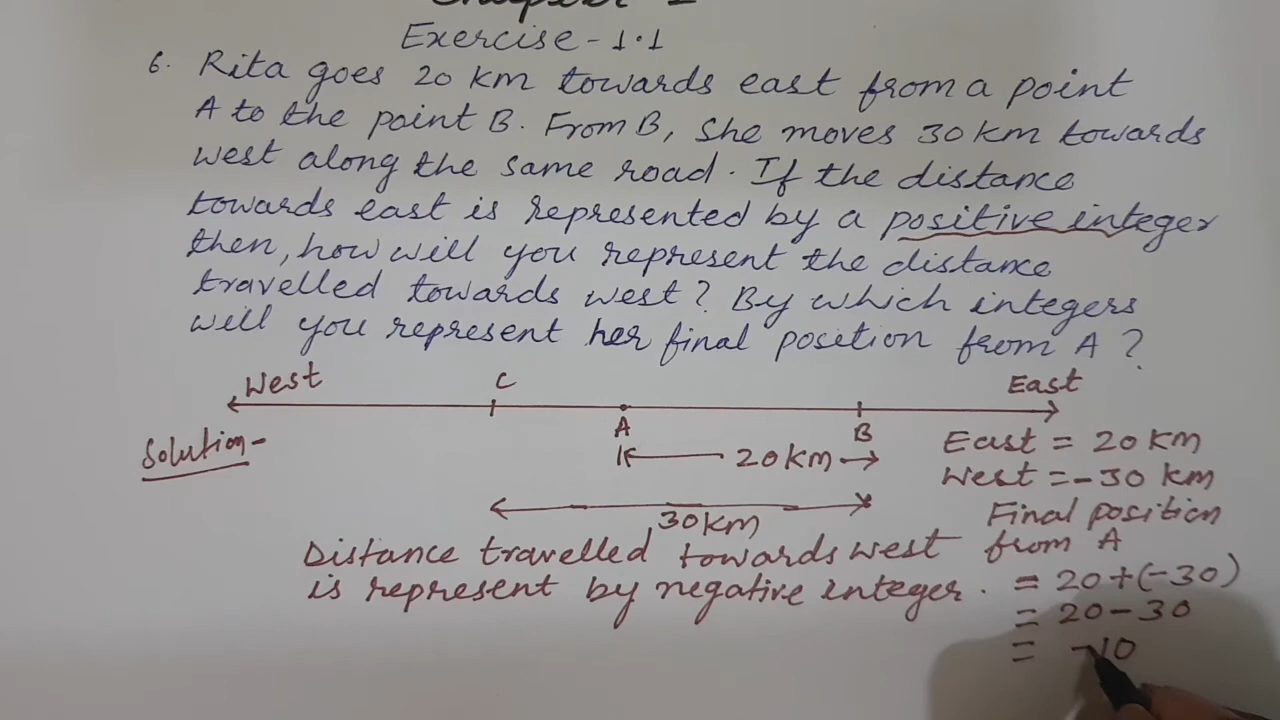 Chapter - 1
Exercise - 1.1
6. Rita goes 20 km towards east from a point
A to the point B. From B, She moves 30 km towards
west along the same road. If the distance
towards east is represented by a positive integer
then, how will you represent the distance
travelled towards west? By which integers
will you represent her final position from A?
West C East
A B
Solution-
20 km
East = 20 km
West = -30 km
30 km
Final position
from A
Distance travelled towards west
is represent by negative integer.
= 20+(-30)
= 20-30
= -10